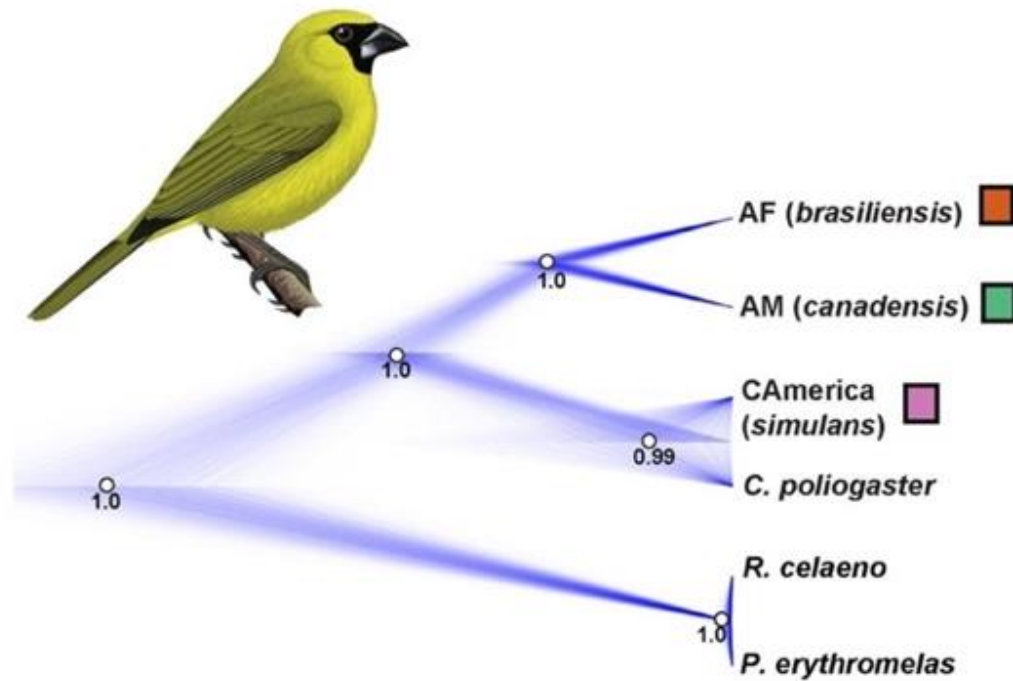 AF (brasiliensis)
1.0
AM (canadensis)
1.0
CAmerica
(simulans)
0.99
C. poliogaster
1.0
R. celaeno
1.0
P. erythromelas